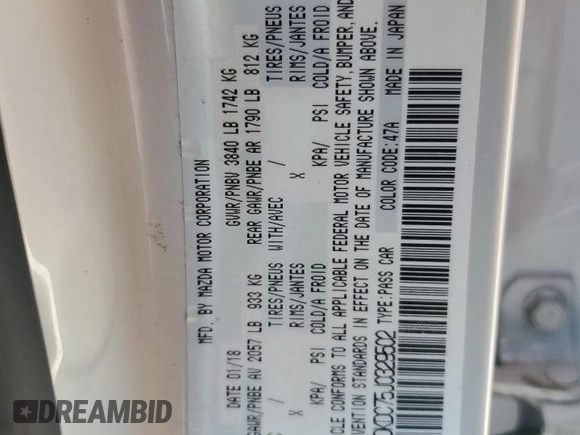 MFD. BY MAZDA MOTOR CORPORATION
DATE 01/18 GVWR/PNBV 3840 LB 1742 KG
GAWR/PNBE AV 2057 LB 933 KG REAR GAWR/PNBE AR 1790 LB 812 KG
TIRES/PNEUS WITH/AVEC / TIRES/PNEUS
RIMS/JANTES X / RIMS/JANTES
COLD/A FROID KPA/ PSI COLD/A FROID KPA/ PSI COLD/A FROID
CONFORMS TO ALL APPLICABLE FEDERAL MOTOR VEHICLE SAFETY, BUMPER, AND
STANDARDS IN EFFECT ON THE DATE OF MANUFACTURE SHOWN ABOVE.
TYPE:PASS CAR COLOR CODE:47A MADE IN JAPAN
DREAMBID